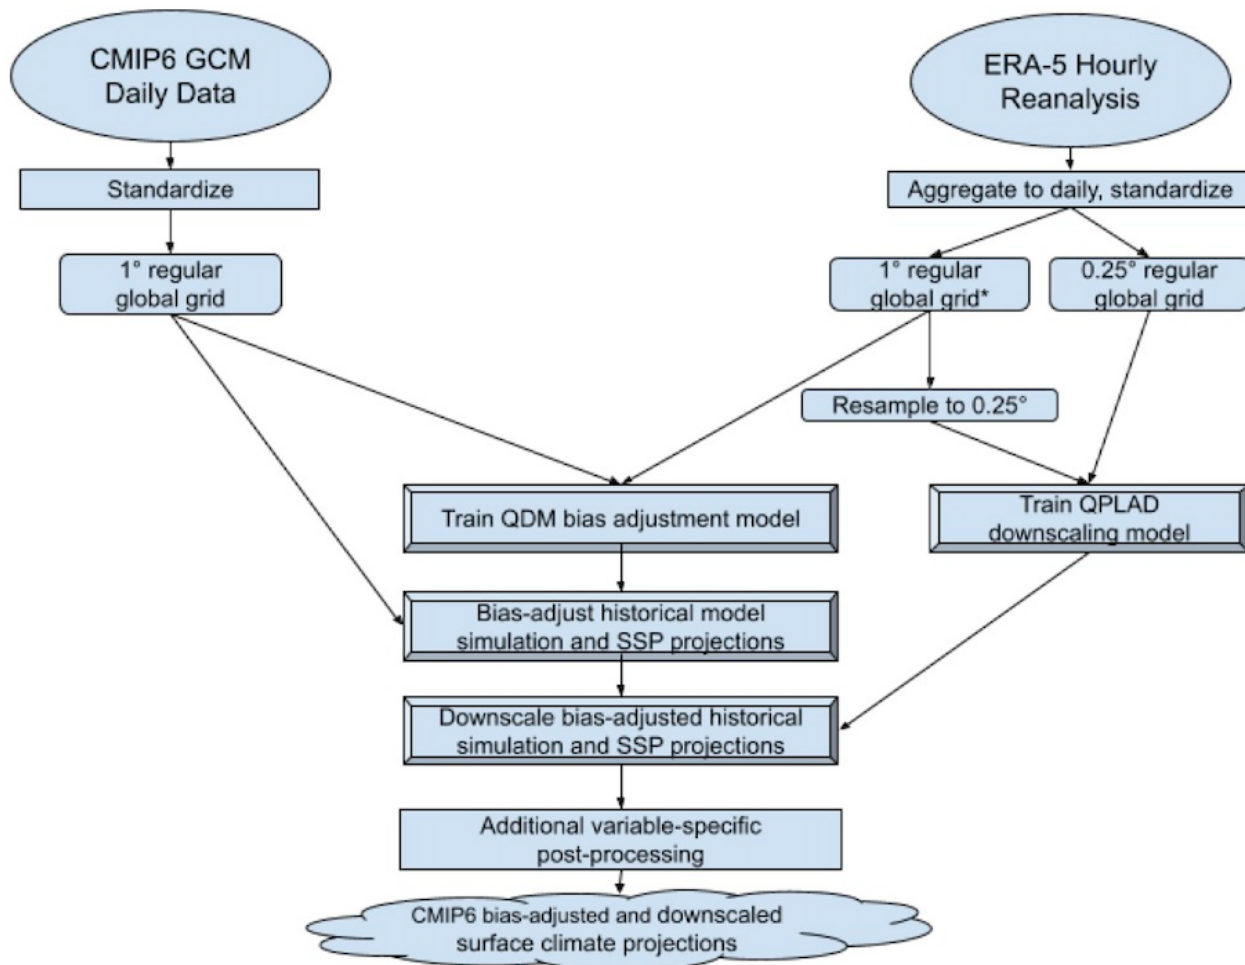 CMIP6 GCM
Daily Data
ERA-5 Hourly
Reanalysis
Standardize
Aggregate to daily, standardize
1° regular
global grid
1° regular
global grid*
0.25° regular
global grid
Resample to 0.25°
Train QDM bias adjustment model
Train QPLAD
downscaling model
Bias-adjust historical model
simulation and SSP projections
Downscale bias-adjusted historical
simulation and SSP projections
Additional variable-specific
post-processing
CMIP6 bias-adjusted and downscaled
surface climate projections